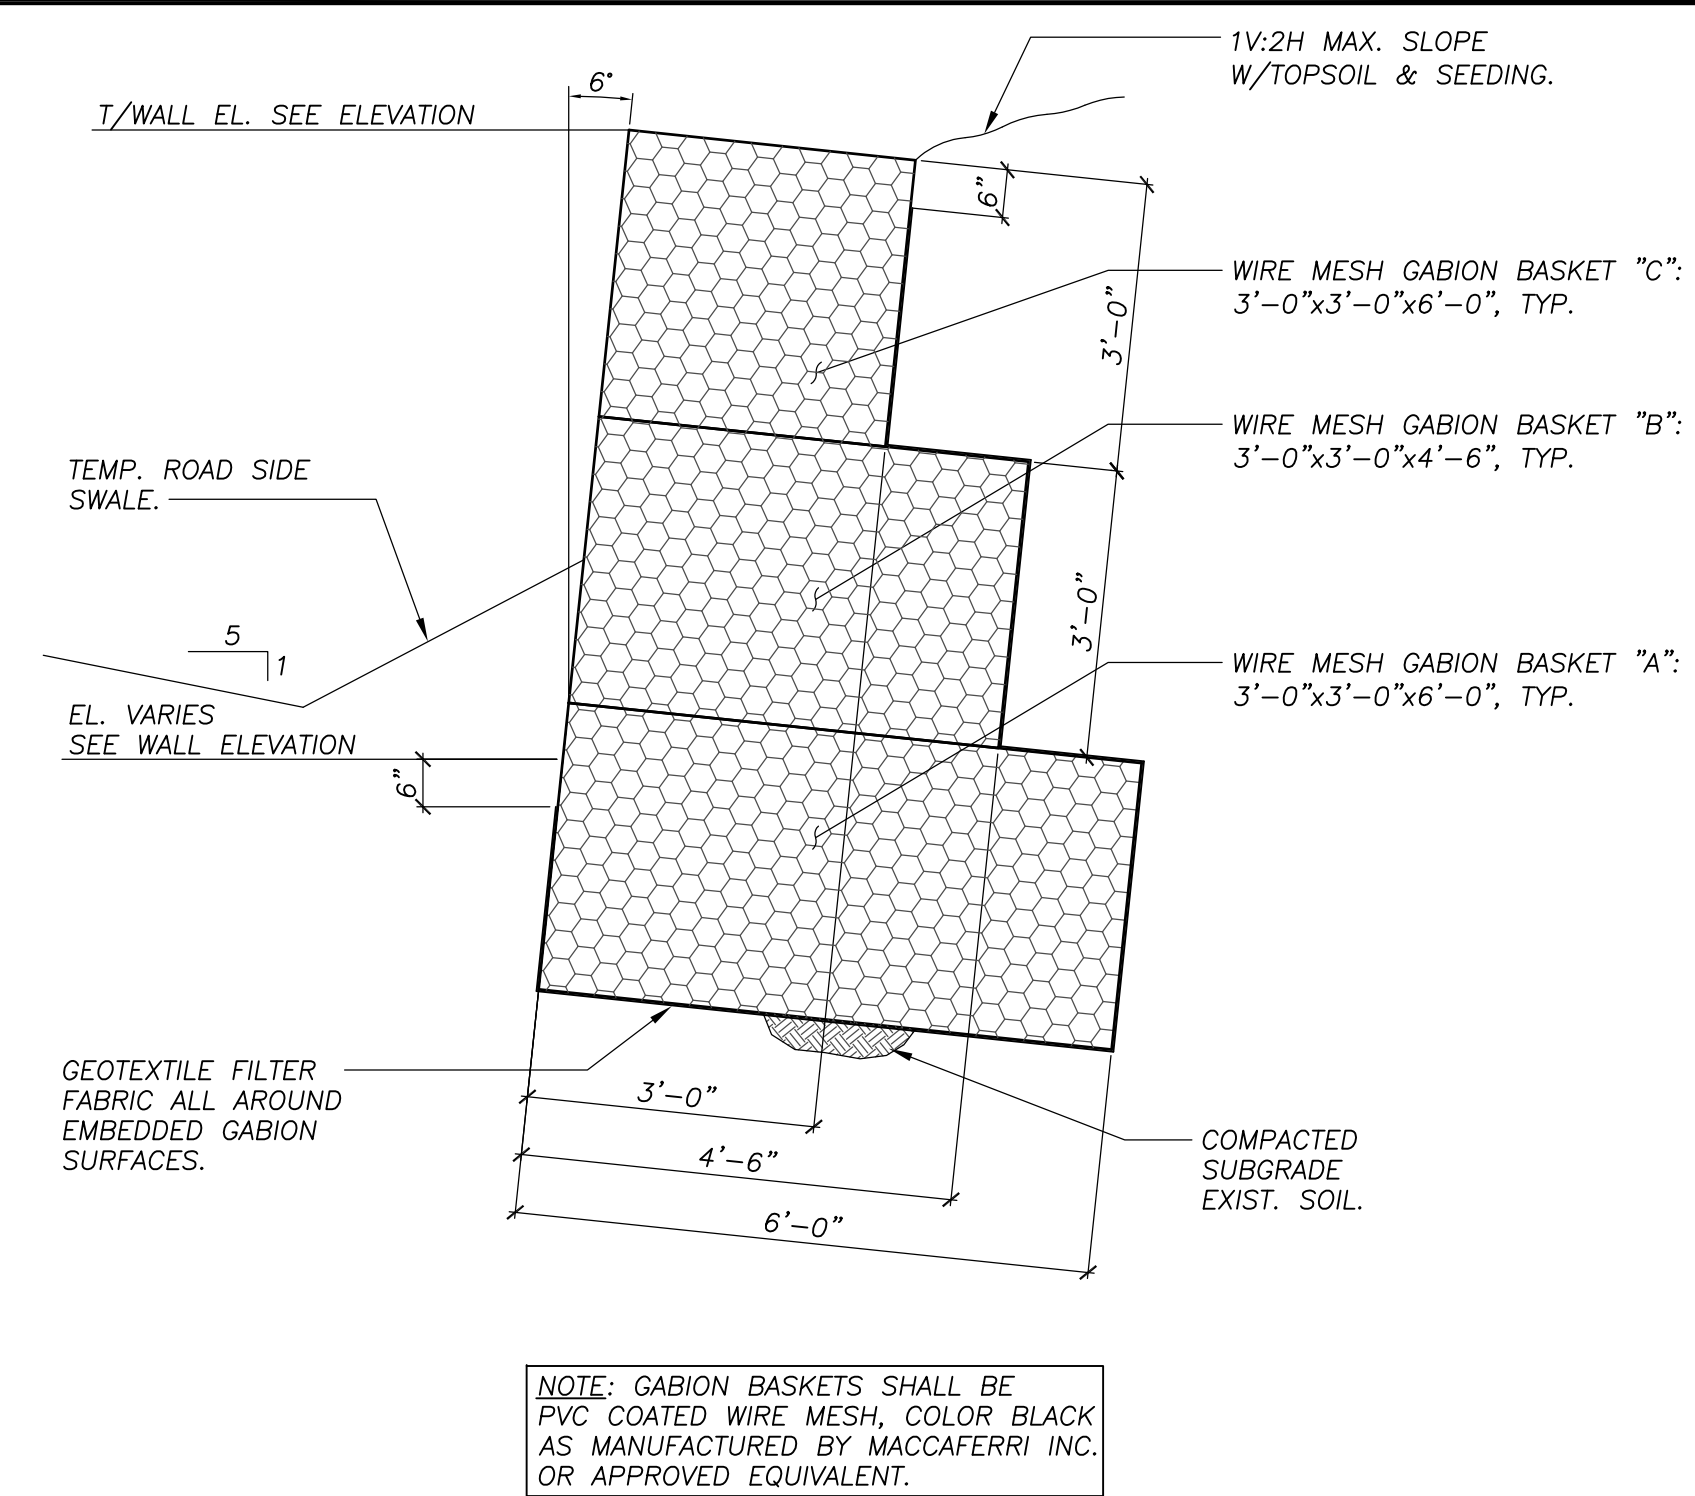 1V:2H MAX. SLOPE
W/TOPSOIL & SEEDING.
6°
T/WALL EL. SEE ELEVATION
6"
WIRE MESH GABION BASKET "C":
3'-0"x3'-0"x6'-0", TYP.
3'-0"
WIRE MESH GABION BASKET "B":
3'-0"x3'-0"x4'-6", TYP.
TEMP. ROAD SIDE
SWALE.
3'-0"
5
1
WIRE MESH GABION BASKET "A":
3'-0"x3'-0"x6'-0", TYP.
EL. VARIES
SEE WALL ELEVATION
6"
GEOTEXTILE FILTER
FABRIC ALL AROUND
EMBEDDED GABION
SURFACES.
3'-0"
4'-6"
6'-0"
COMPACTED
SUBGRADE
EXIST. SOIL.
NOTE: GABION BASKETS SHALL BE
PVC COATED WIRE MESH, COLOR BLACK
AS MANUFACTURED BY MACCAFERRI INC.
OR APPROVED EQUIVALENT.